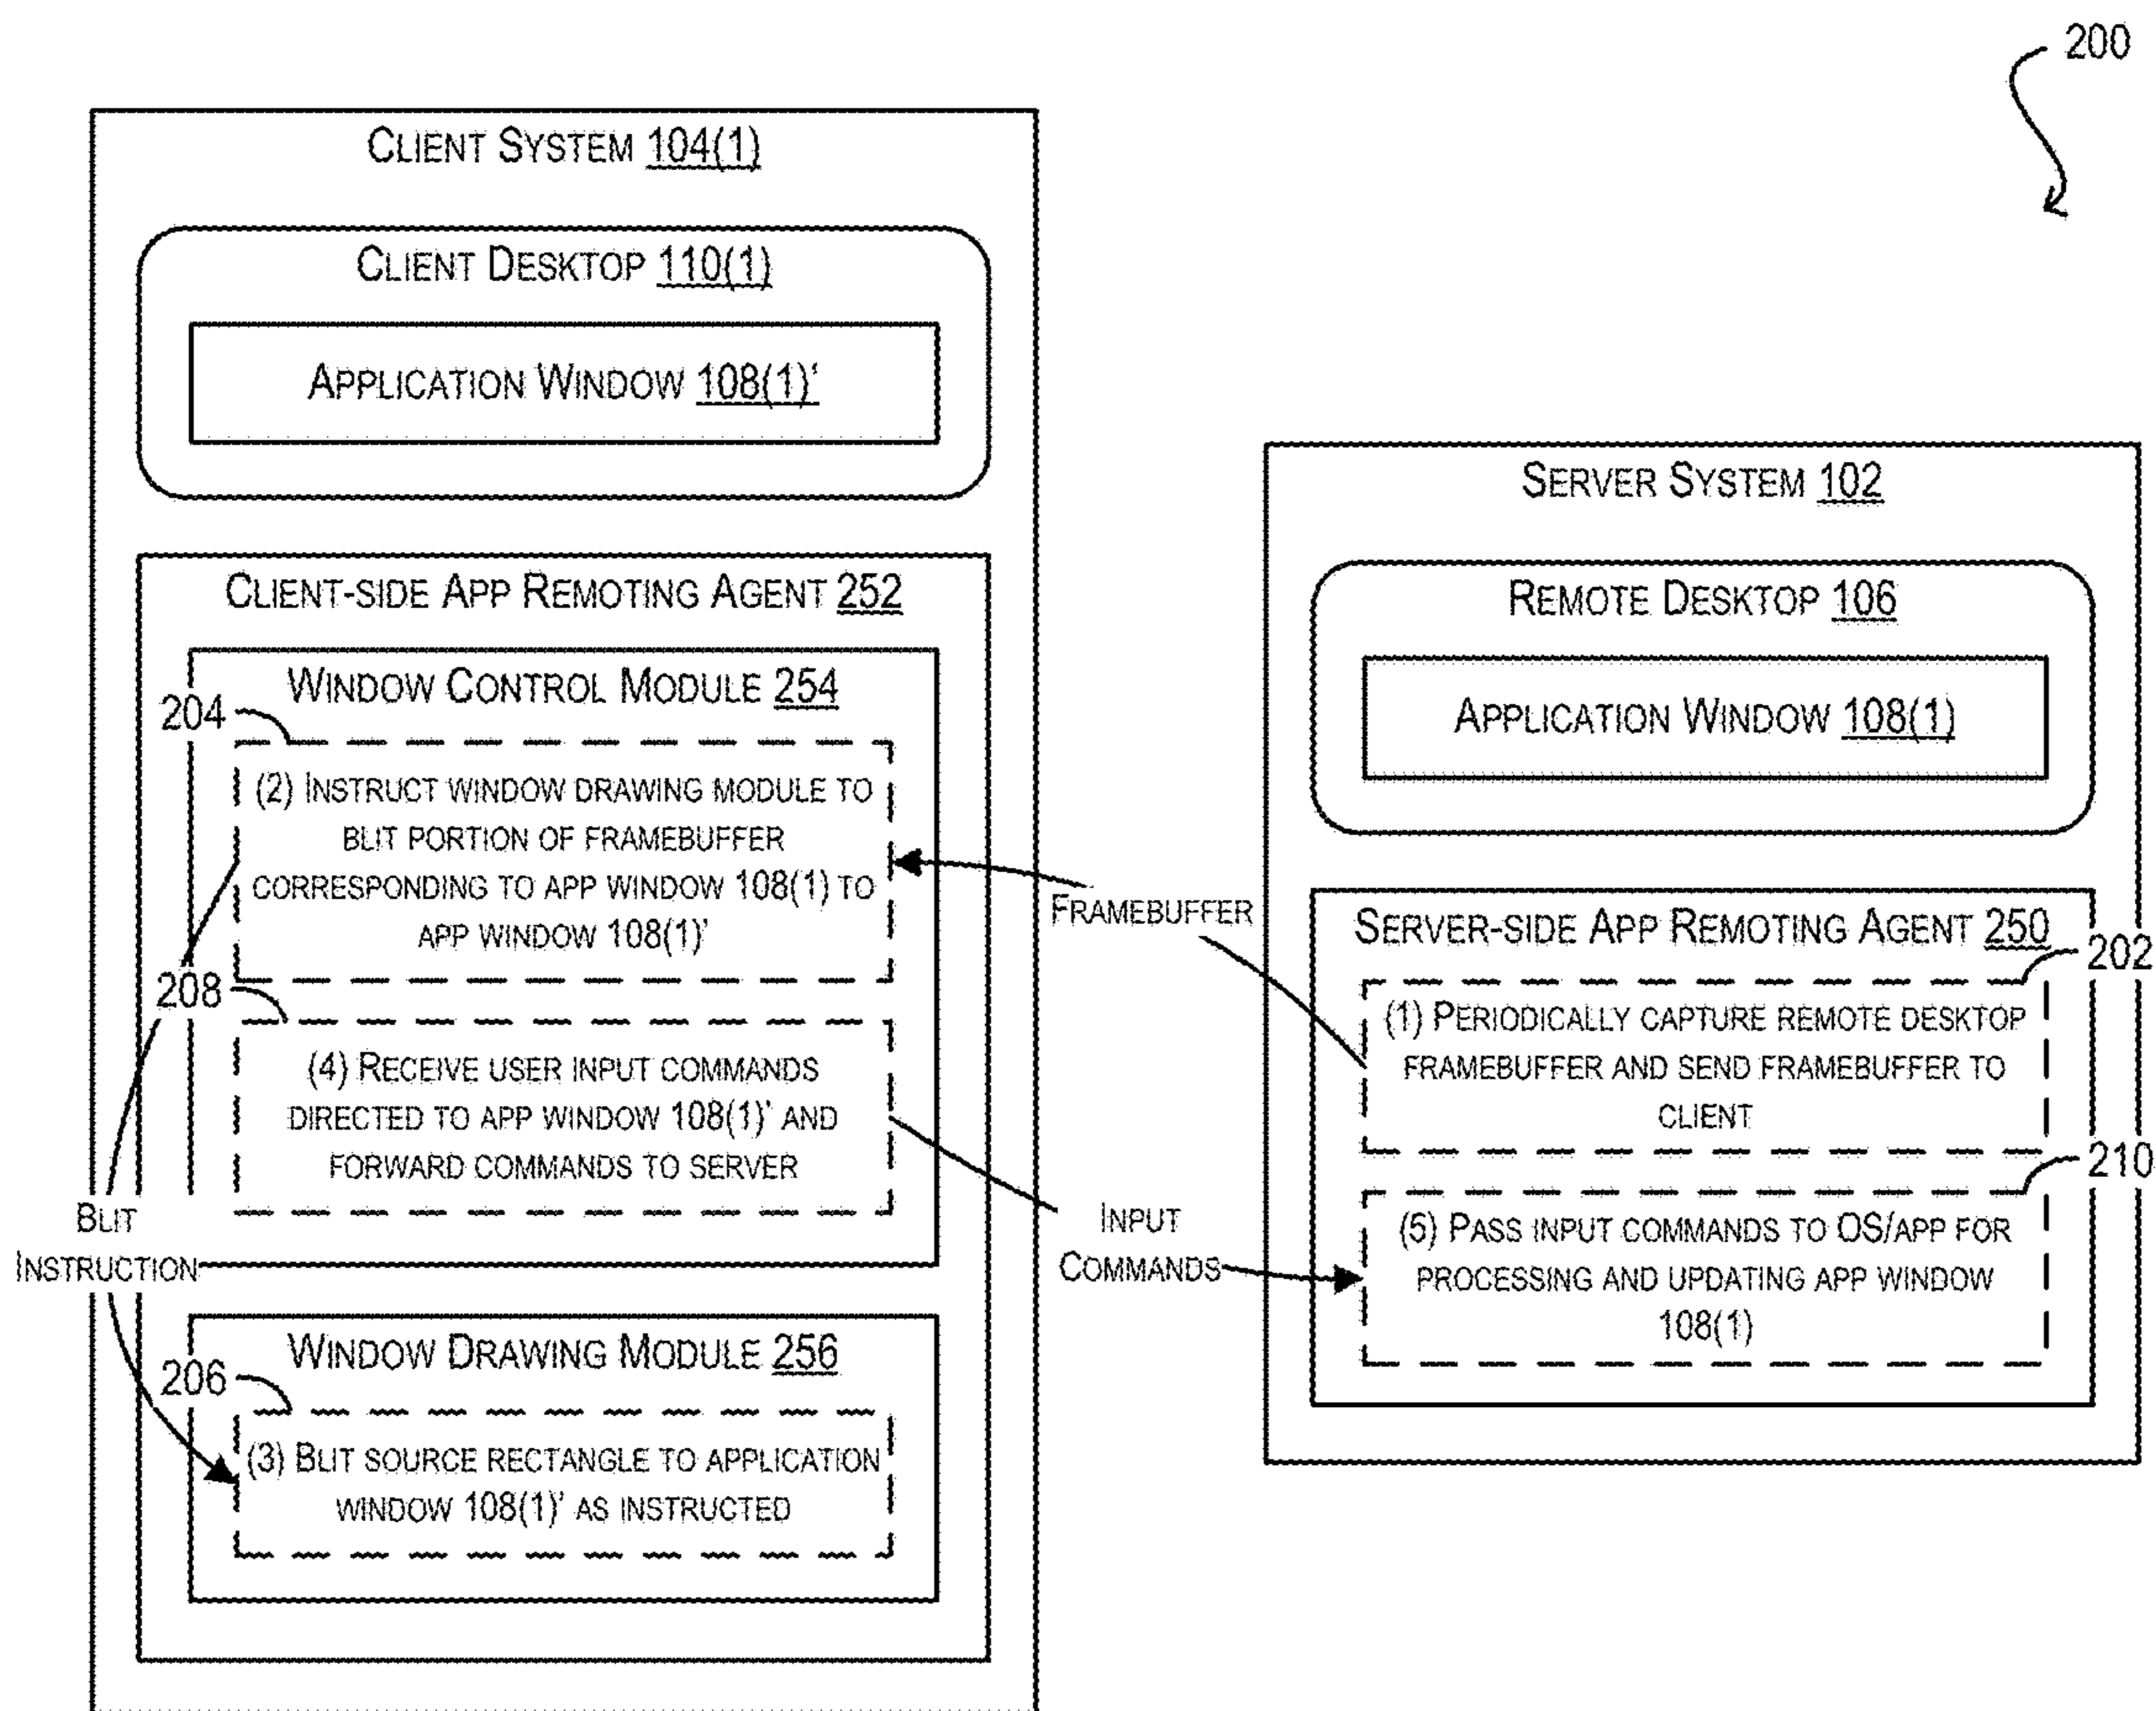 200
CLIENT SYSTEM 104(1)
CLIENT DESKTOP 110(1)
APPLICATION WINDOW 108(1)'
CLIENT-SIDE APP REMOTING AGENT 252
WINDOW CONTROL MODULE 254
204
(2) INSTRUCT WINDOW DRAWING MODULE TO
BLIT PORTION OF FRAMEBUFFER
CORRESPONDING TO APP WINDOW 108(1) TO
APP WINDOW 108(1)'
208
(4) RECEIVE USER INPUT COMMANDS
DIRECTED TO APP WINDOW 108(1)' AND
FORWARD COMMANDS TO SERVER
BLIT
INSTRUCTION
WINDOW DRAWING MODULE 256
206
(3) BLIT SOURCE RECTANGLE TO APPLICATION
WINDOW 108(1)' AS INSTRUCTED
FRAMEBUFFER
INPUT
COMMANDS
SERVER SYSTEM 102
REMOTE DESKTOP 106
APPLICATION WINDOW 108(1)
SERVER-SIDE APP REMOTING AGENT 250
202
(1) PERIODICALLY CAPTURE REMOTE DESKTOP
FRAMEBUFFER AND SEND FRAMEBUFFER TO
CLIENT
210
(5) PASS INPUT COMMANDS TO OS/APP FOR
PROCESSING AND UPDATING APP WINDOW
108(1)